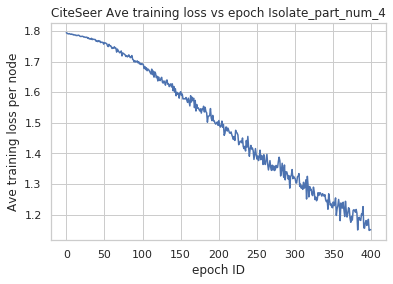 CiteSeer Ave training loss vs epoch Isolate_part_num_4
1.8
1.7
1.6
1.5
1.4
1.3
1.2
Ave training loss per node
0 50 100 150 200 250 300 350 400
epoch ID